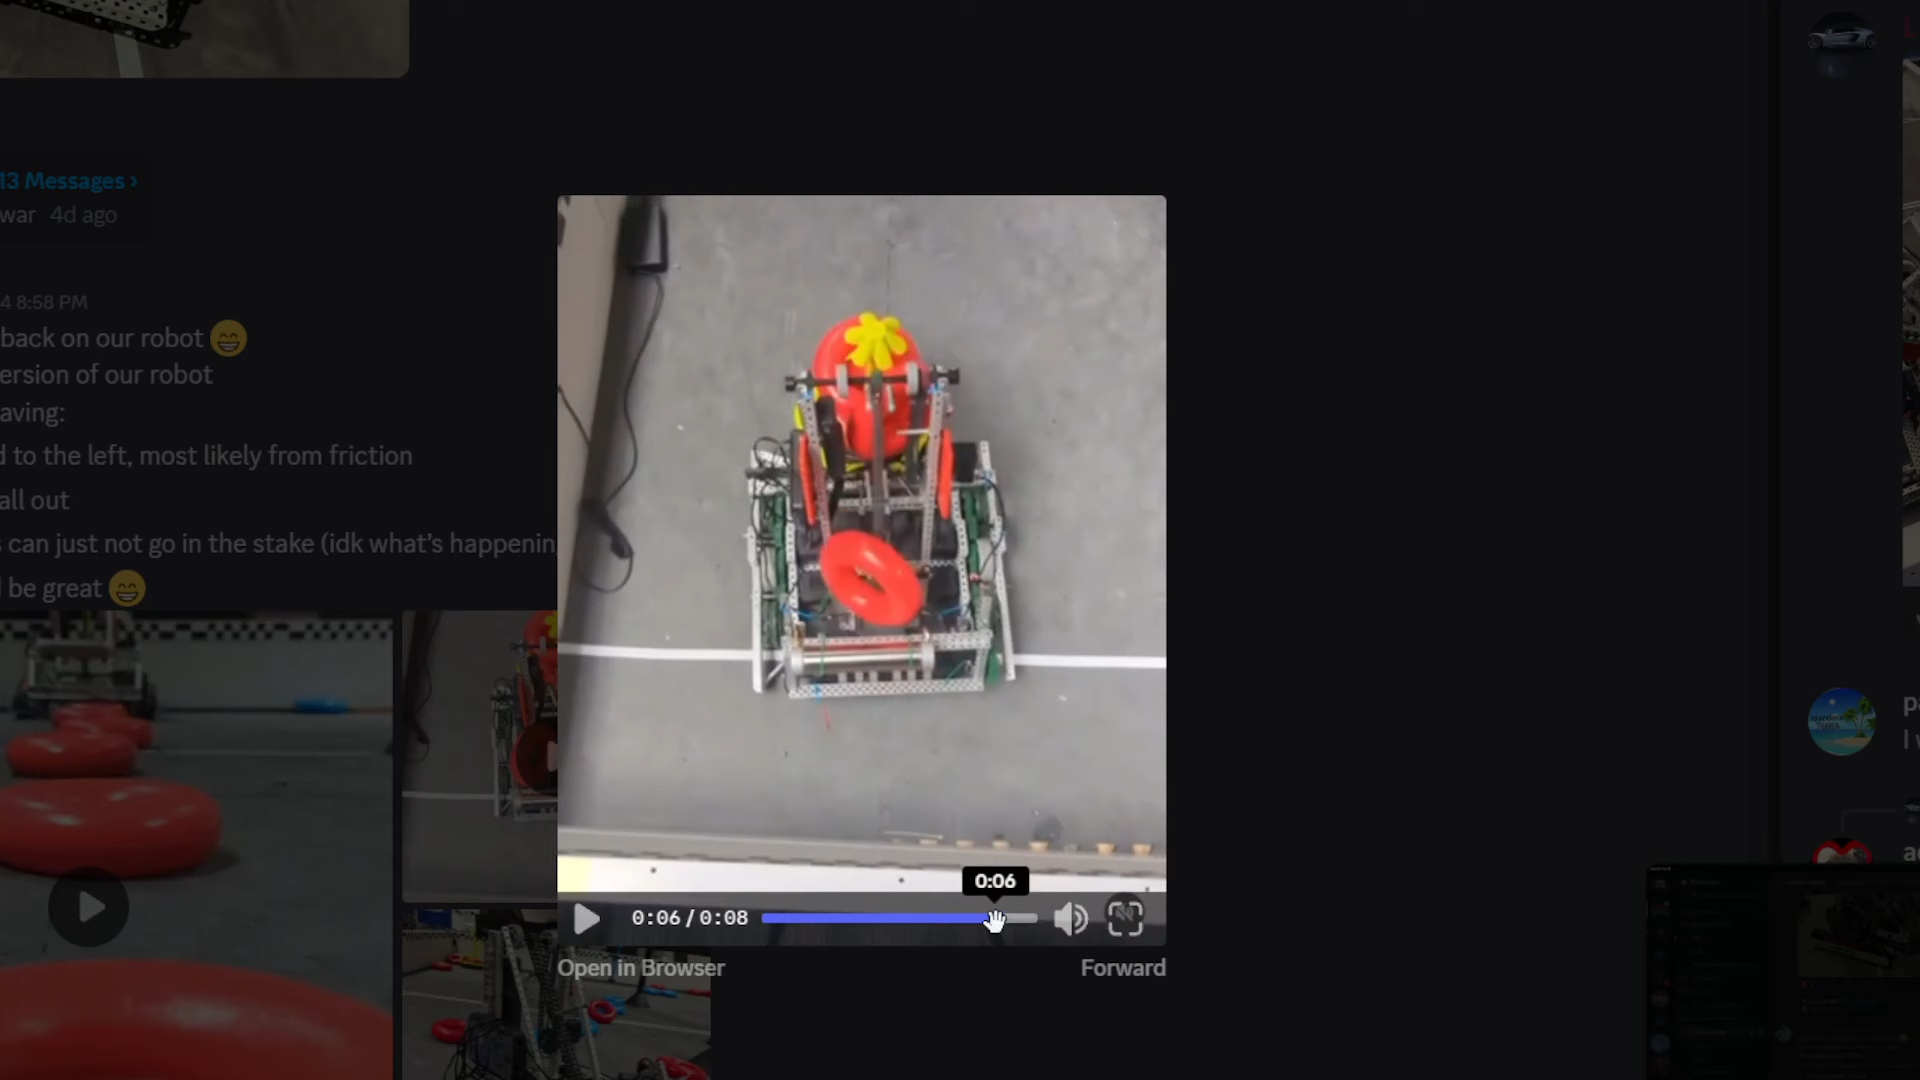 13 Messages ›
war 4d ago
4 8:58 PM
back on our robot
ersion of our robot
aving:
d to the left, most likely from friction
all out
s can just not go in the stake (idk what's happenin
l be great
0:06
0:06 / 0:08
Open in Browser
Forward